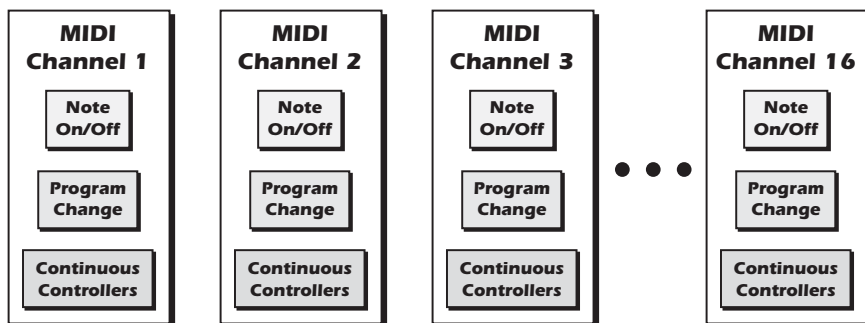 MIDI
Channel 1
Note
On/Off
Program
Change
Continuous
Controllers
MIDI
Channel 2
Note
On/Off
Program
Change
Continuous
Controllers
MIDI
Channel 3
Note
On/Off
Program
Change
Continuous
Controllers
MIDI
Channel 16
Note
On/Off
Program
Change
Continuous
Controllers